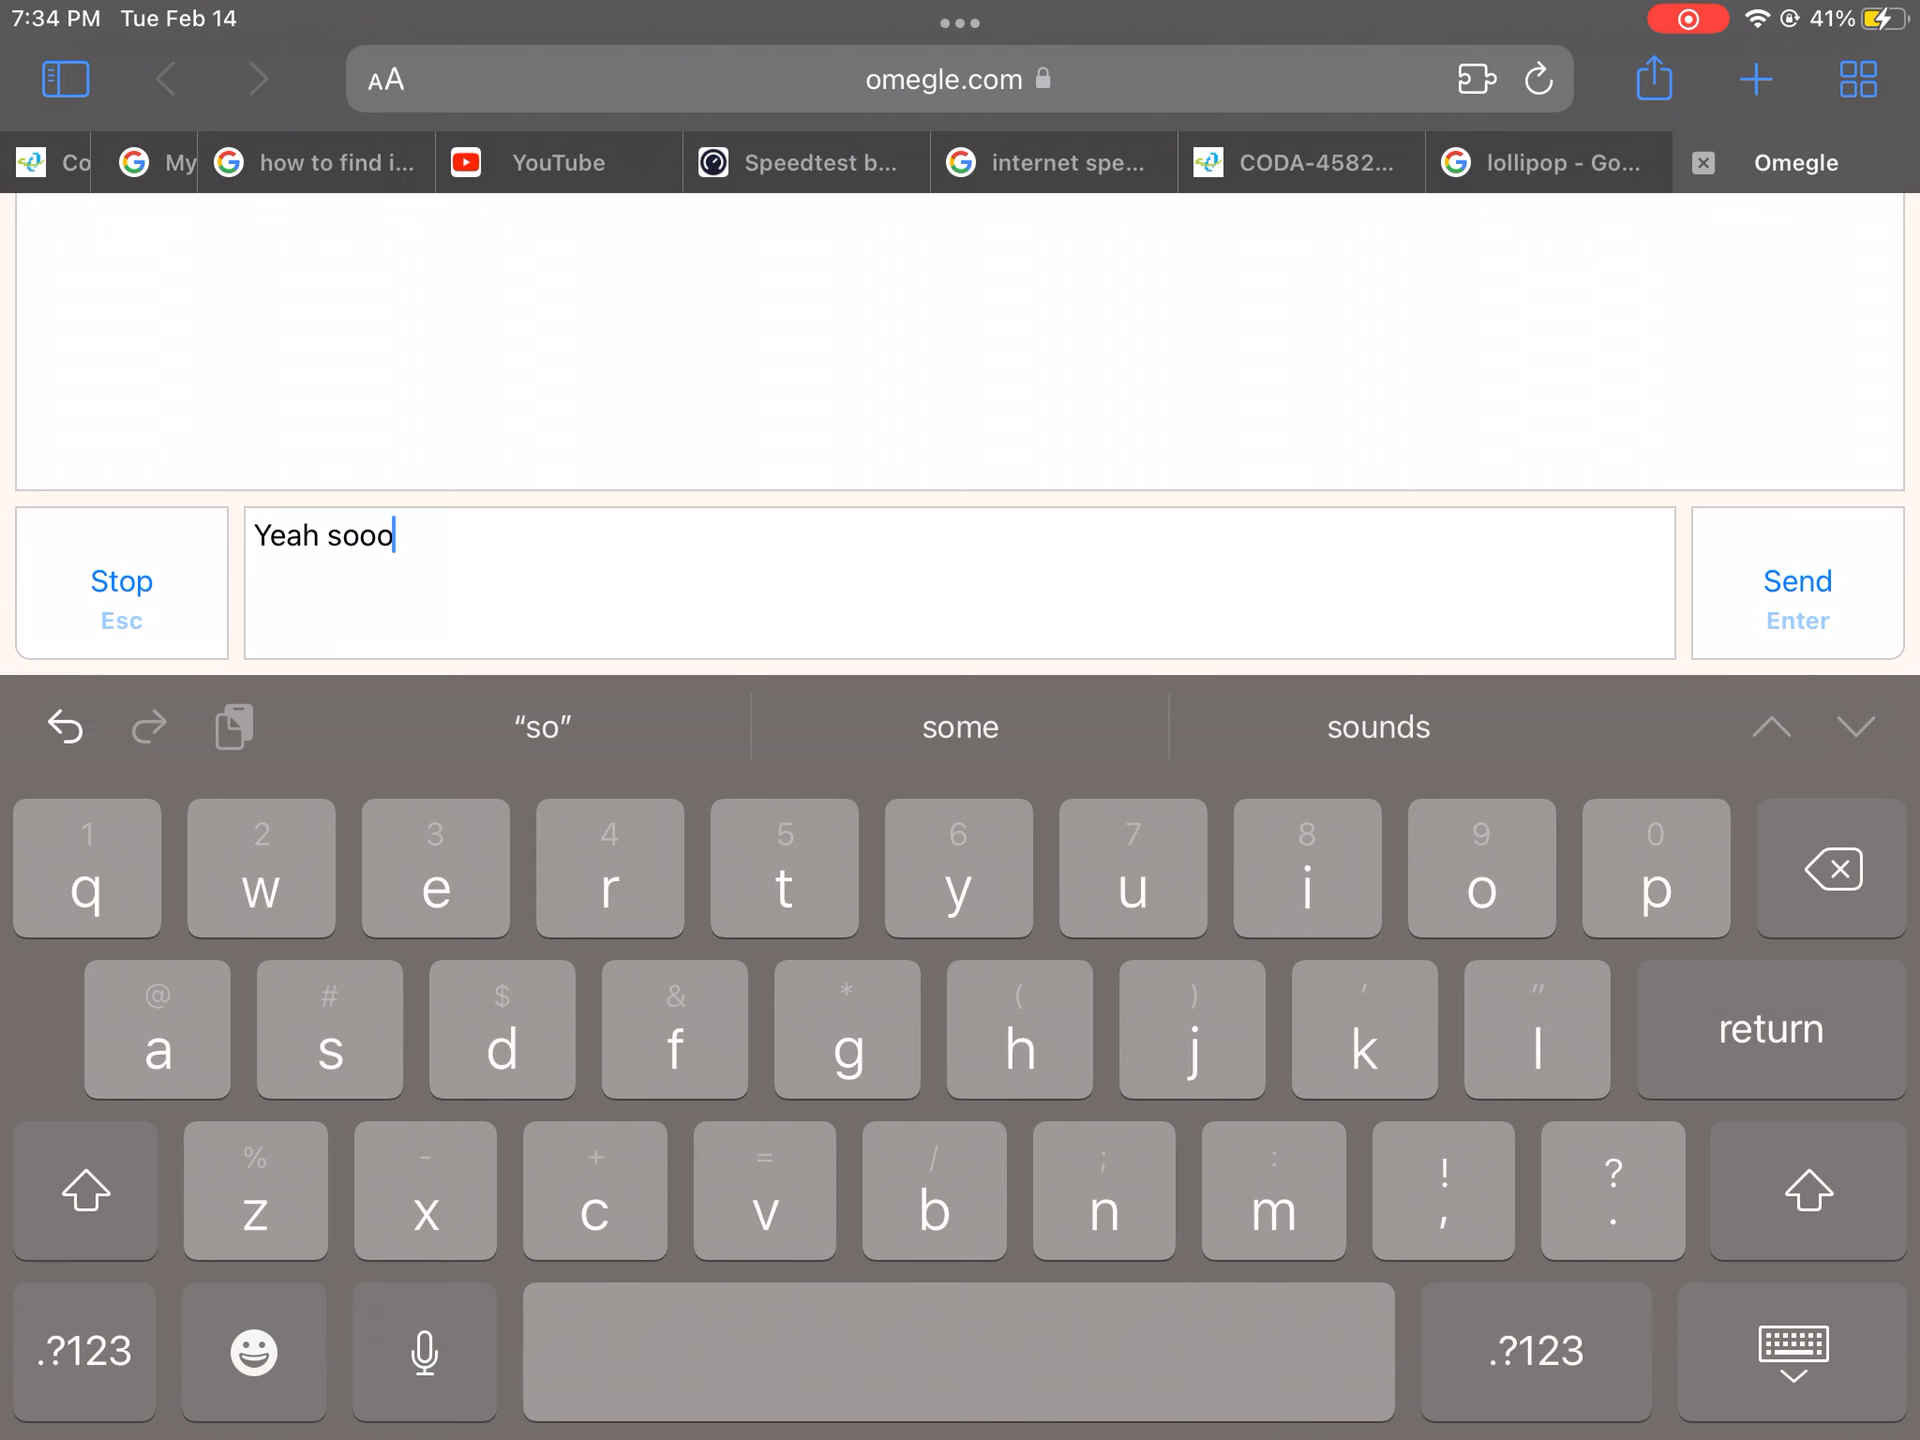 7:34 PM Tue Feb 14
41%
AA
omegle.com
Co
My
how to find i...
YouTube
Speedtest b...
internet spe...
CODA-4582...
lollipop - Go...
Omegle
Yeah sooo
Stop
Esc
Send
Enter
“so”
some
sounds
1 2 3 4 5 6 7 8 9 0
q w e r t y u i o p
@ # $ & * ( ) ' "
a s d f g h j k l return
% - + = / ; : ! ?
z x c v b n m , .
.?123
.?123